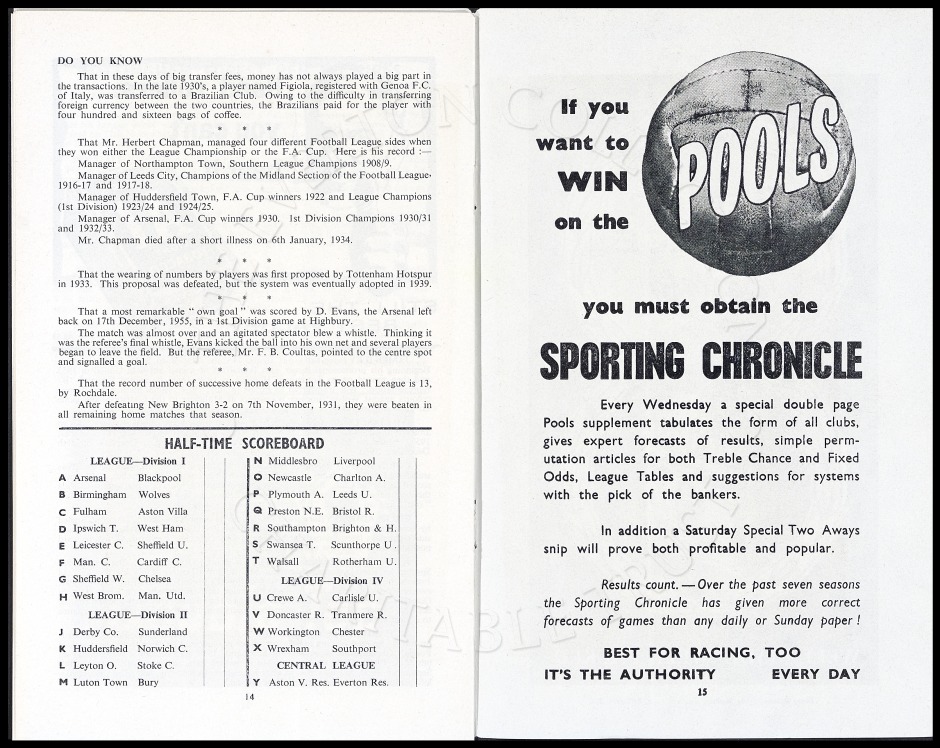 DO YOU KNOW
That in these days of big transfer fees, money has not always played a big part in
the transactions. In the late 1930's, a player named Figiola, registered with Genoa F.C.
of Italy, was transferred to a Brazilian Club. Owing to the difficulty in transferring
foreign currency between the two countries, the Brazilians paid for the player with
four hundred and sixteen bags of coffee.
* * *
That Mr. Herbert Chapman, managed four different Football League sides when
they won either the League Championship or the F.A. Cup. Here is his record :—
Manager of Northampton Town, Southern League Champions 1908/9.
Manager of Leeds City, Champions of the Midland Section of the Football League
1916-17 and 1917-18.
Manager of Huddersfield Town, F.A. Cup winners 1922 and League Champions
(1st Division) 1923/24 and 1924/25.
Manager of Arsenal, F.A. Cup winners 1930. 1st Division Champions 1930/31
and 1932/33.
Mr. Chapman died after a short illness on 6th January, 1934.
* * *
That the wearing of numbers by players was first proposed by Tottenham Hotspur
in 1933. This proposal was defeated, but the system was eventually adopted in 1939.
* * *
That a most remarkable " own goal " was scored by D. Evans, the Arsenal left
back on 17th December, 1955, in a 1st Division game at Highbury.
The match was almost over and an agitated spectator blew a whistle. Thinking it
was the referee's final whistle, Evans kicked the ball into his own net and several players
began to leave the field. But the referee, Mr. F. B. Coultas, pointed to the centre spot
and signalled a goal.
* * *
That the record number of successive home defeats in the Football League is 13,
by Rochdale.
After defeating New Brighton 3-2 on 7th November, 1931, they were beaten in
all remaining home matches that season.
HALF-TIME SCOREBOARD
LEAGUE—Division I
A Arsenal Blackpool
B Birmingham Wolves
C Fulham Aston Villa
D Ipswich T. West Ham
E Leicester C. Sheffield U.
F Man. C. Cardiff C.
G Sheffield W. Chelsea
H West Brom. Man. Utd.
LEAGUE—Division II
J Derby Co. Sunderland
K Huddersfield Norwich C.
L Leyton O. Stoke C.
M Luton Town Bury
N Middlesbro Liverpool
O Newcastle Charlton A.
P Plymouth A. Leeds U.
Q Preston N.E. Bristol R.
R Southampton Brighton & H.
S Swansea T. Scunthorpe U.
T Walsall Rotherham U.
LEAGUE—Division IV
U Crewe A. Carlisle U.
V Doncaster R. Tranmere R.
W Workington Chester
X Wrexham Southport
CENTRAL LEAGUE
Y Aston V. Res. Everton Res.
14
If you
want to
WIN
on the
POOLS
you must obtain the
SPORTING CHRONICLE
Every Wednesday a special double page
Pools supplement tabulates the form of all clubs,
gives expert forecasts of results, simple perm-
utation articles for both Treble Chance and Fixed
Odds, League Tables and suggestions for systems
with the pick of the bankers.
In addition a Saturday Special Two Aways
snip will prove both profitable and popular.
Results count. — Over the past seven seasons
the Sporting Chronicle has given more correct
forecasts of games than any daily or Sunday paper !
BEST FOR RACING, TOO
IT'S THE AUTHORITY EVERY DAY
15